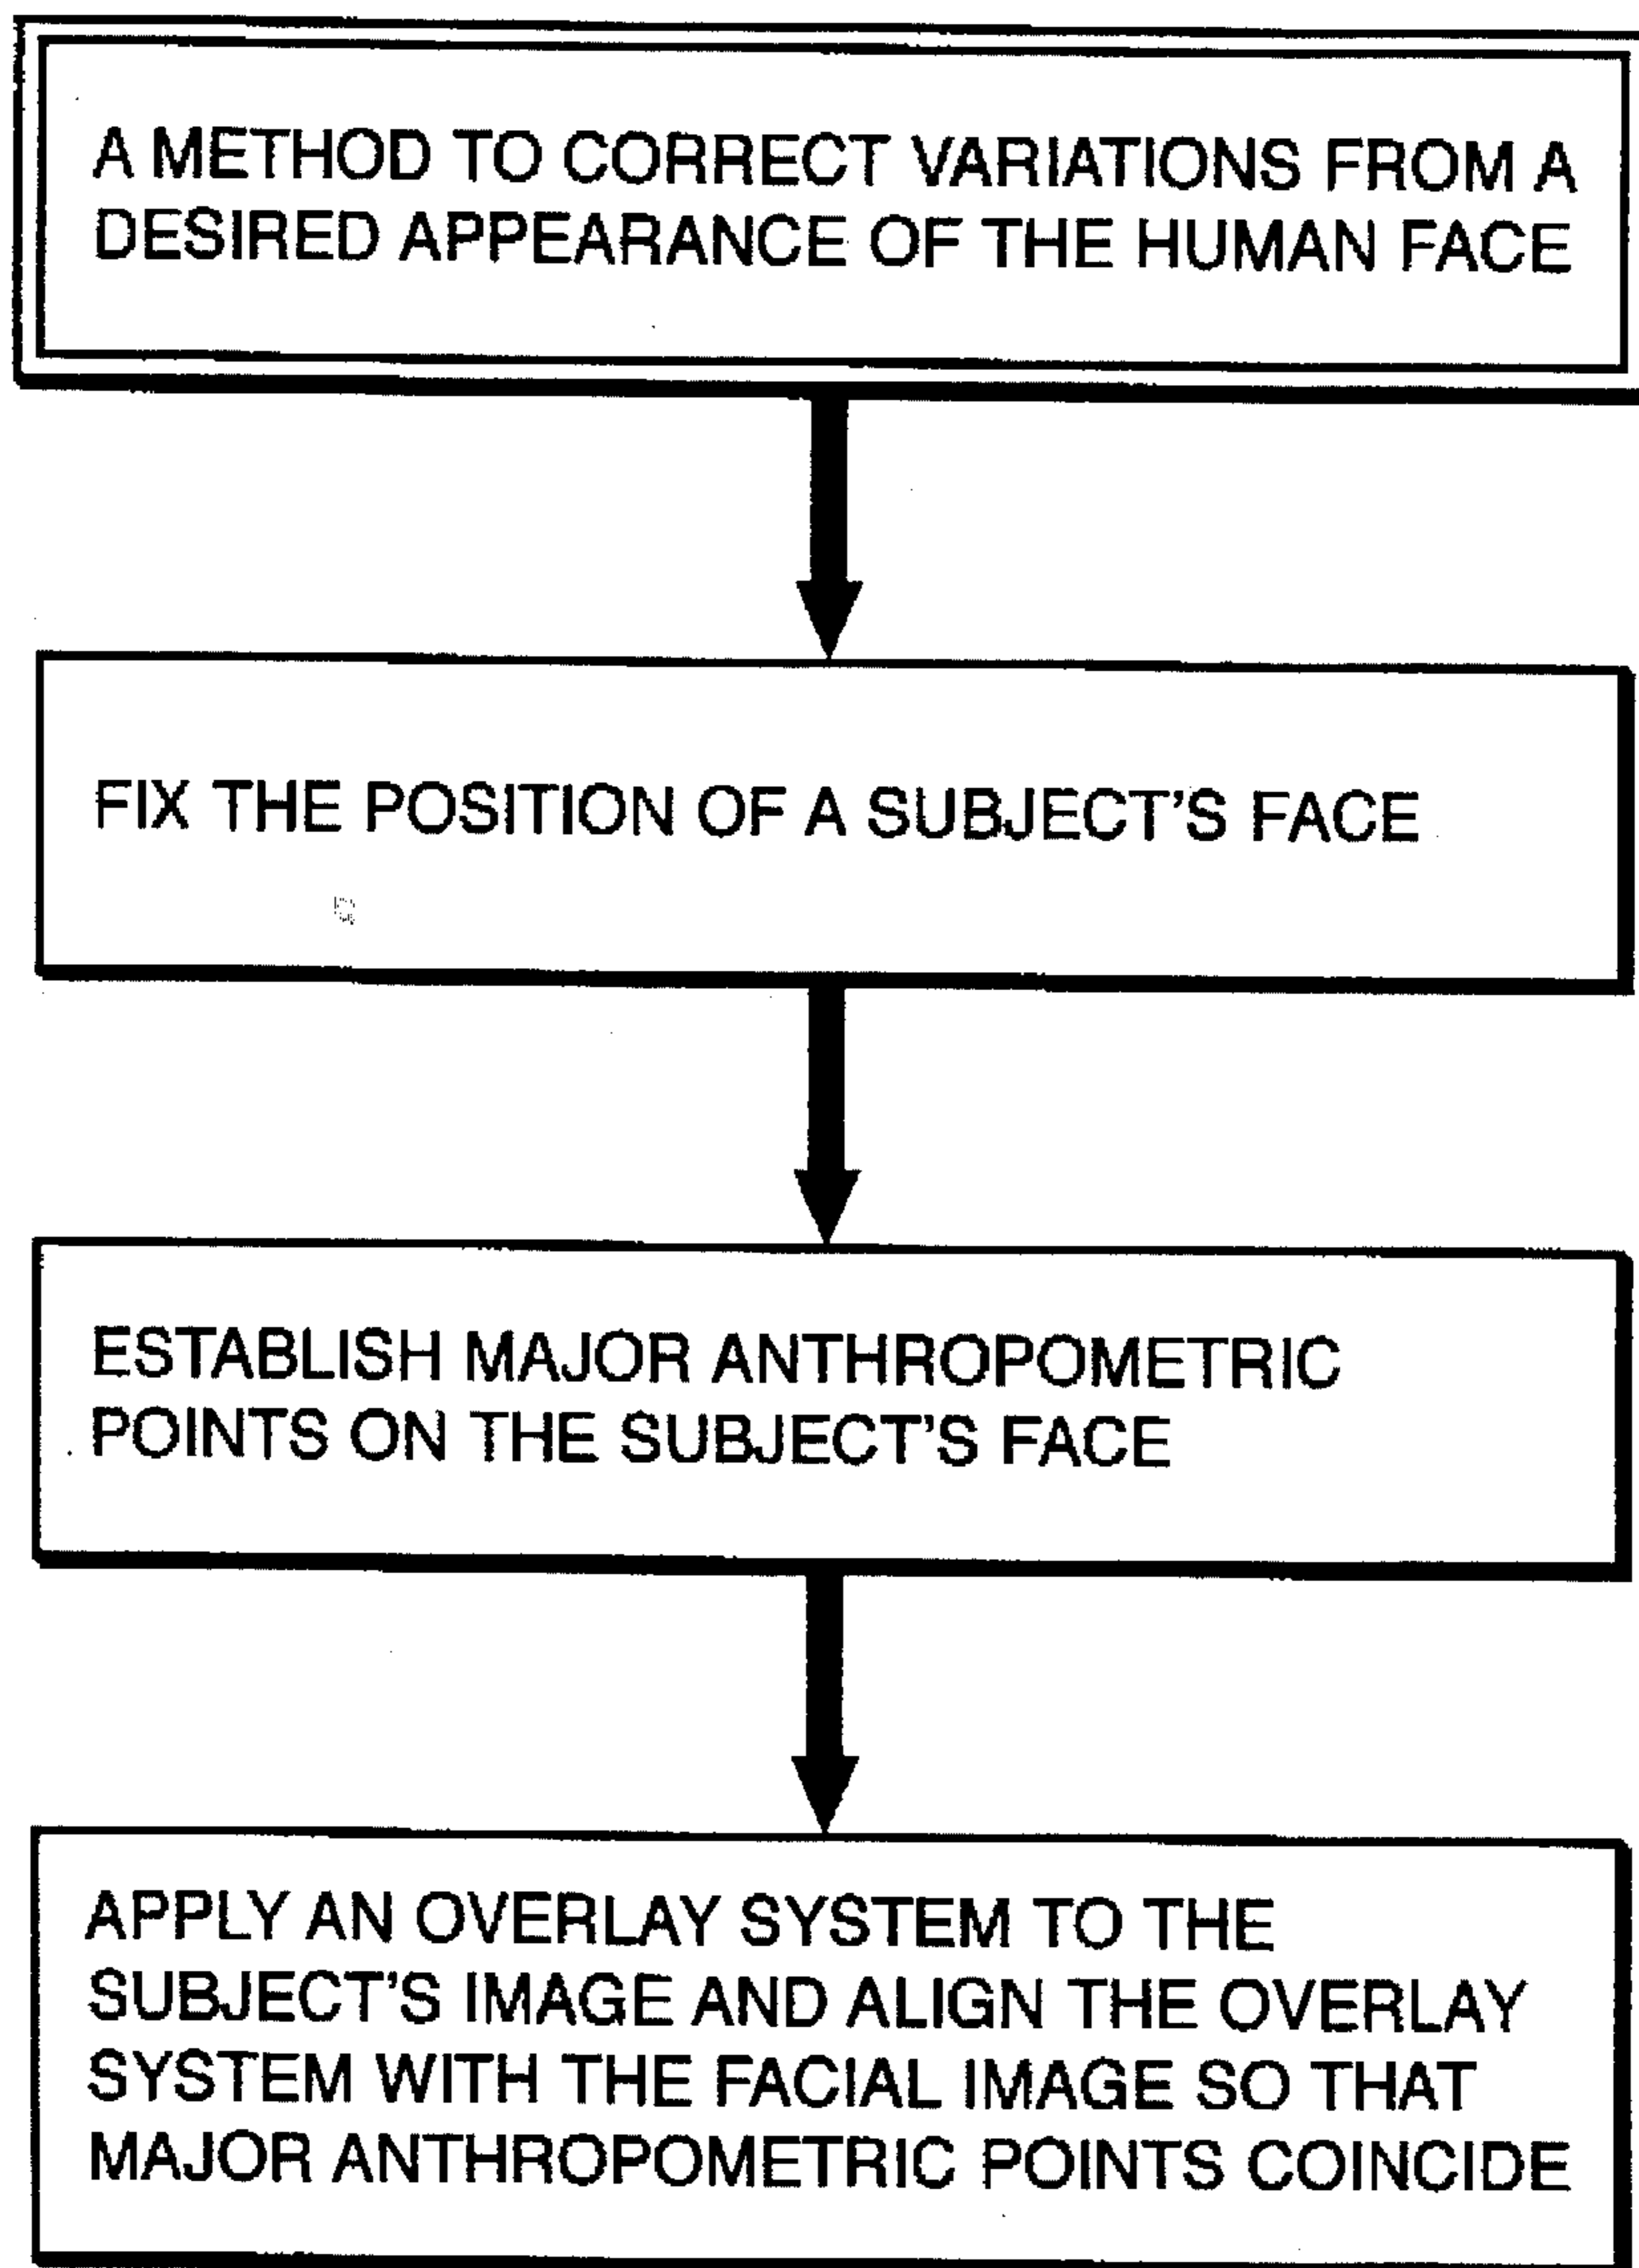 A METHOD TO CORRECT VARIATIONS FROM A
DESIRED APPEARANCE OF THE HUMAN FACE
FIX THE POSITION OF A SUBJECT'S FACE
ESTABLISH MAJOR ANTHROPOMETRIC
POINTS ON THE SUBJECT'S FACE
APPLY AN OVERLAY SYSTEM TO THE
SUBJECT'S IMAGE AND ALIGN THE OVERLAY
SYSTEM WITH THE FACIAL IMAGE SO THAT
MAJOR ANTHROPOMETRIC POINTS COINCIDE